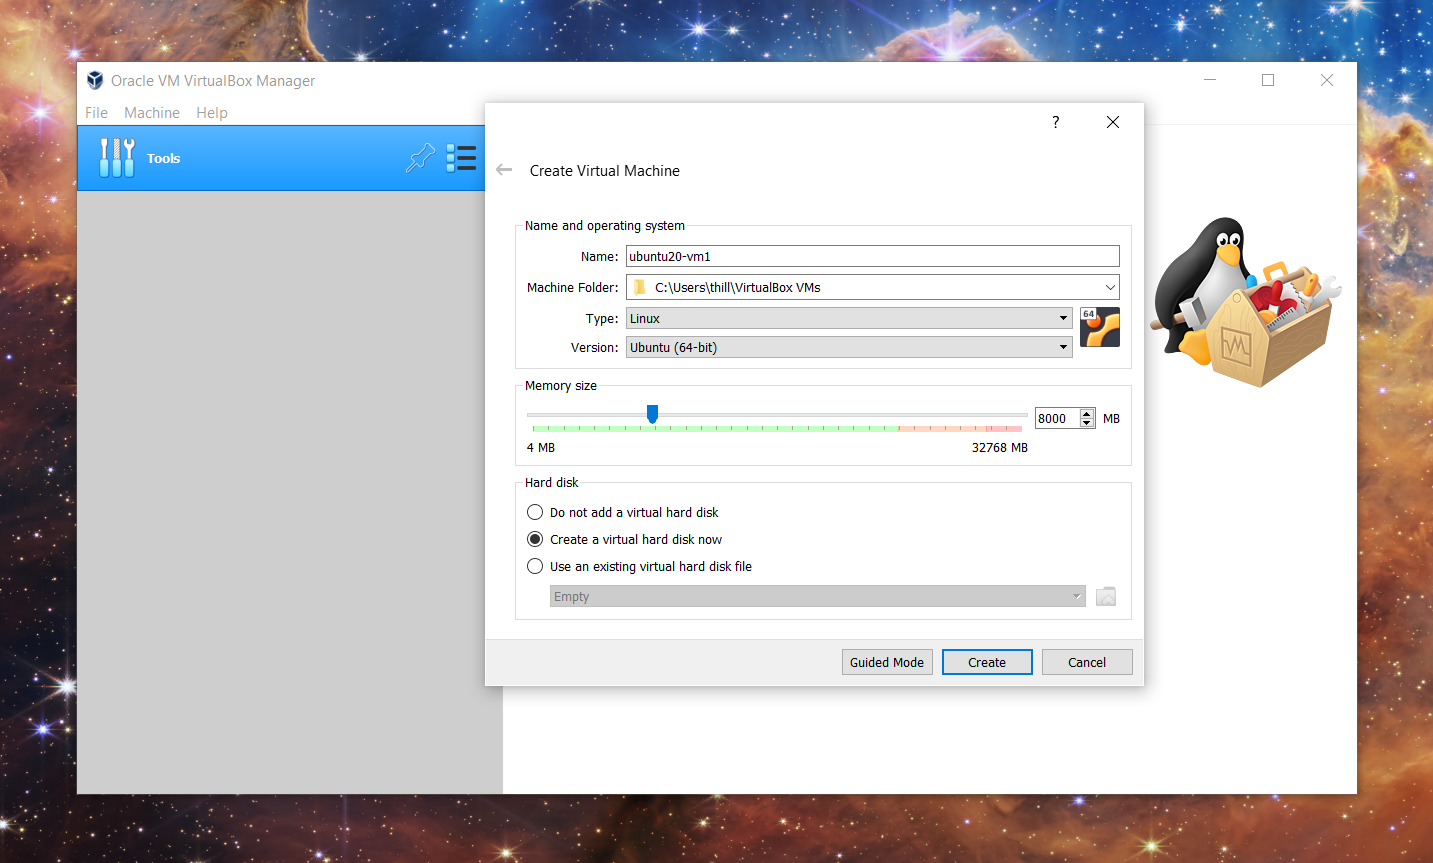 Oracle VM VirtualBox Manager
File Machine Help
Tools
?
Create Virtual Machine
Name and operating system
Name: ubuntu20-vm1
Machine Folder: C:\Users\thill\VirtualBox VMs
Type: Linux
64
Version: Ubuntu (64-bit)
Memory size
8000 MB
4 MB 32768 MB
Hard disk
Do not add a virtual hard disk
Create a virtual hard disk now
Use an existing virtual hard disk file
Empty
Guided Mode Create Cancel